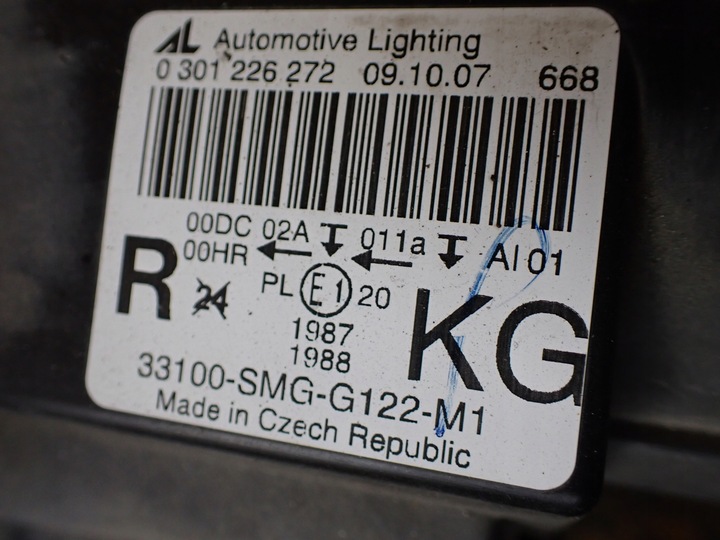 AL Automotive Lighting
0 301 226 272 09.10.07 668
00DC 02A 011a AI 01
00HR
R 24 PL E1 20 KG
1987
1988
33100-SMG-G122-M1
Made in Czech Republic